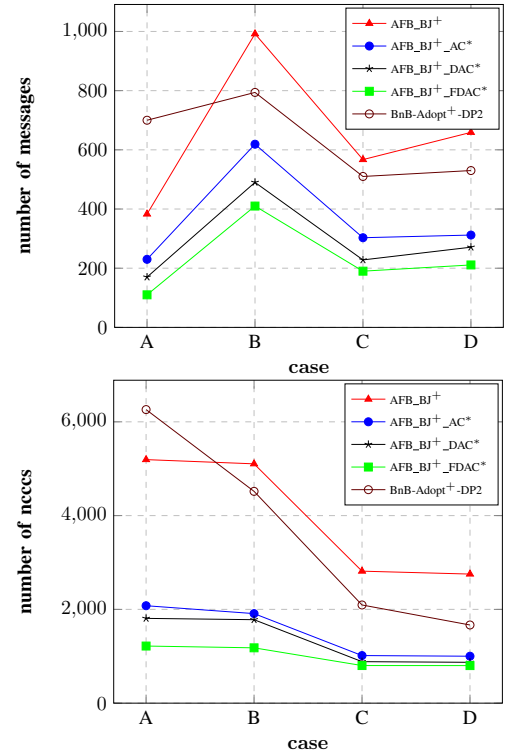 1,000
800
600
400
200
0
number of messages
AFB_BJ⁺
AFB_BJ⁺_AC*
AFB_BJ⁺_DAC*
AFB_BJ⁺_FDAC*
BnB-Adopt⁺-DP2
A B C D
case
6,000
4,000
2,000
0
number of ncccs
AFB_BJ⁺
AFB_BJ⁺_AC*
AFB_BJ⁺_DAC*
AFB_BJ⁺_FDAC*
BnB-Adopt⁺-DP2
A B C D
case